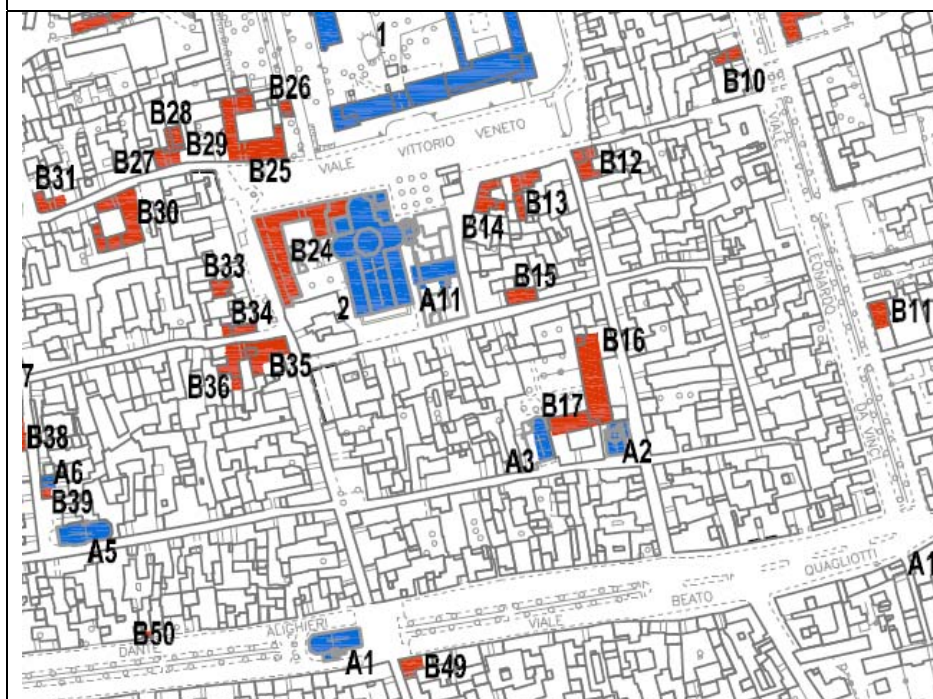 1
B10
B26
B28
B29
B27
B25
VIALE VITTORIO VENETO
VIALE
B12
B31
B30
B13
B14
B24
B33
B15
A11
2
B34
LEONARDO
B11
B16
B35
B36
7
B17
DA VINCI
B38
A3
A2
A6
B39
A5
QUAGLIOTTI
A1
BEATO
VIALE
ALIGHIERI
DANTE
B50
A1
B49